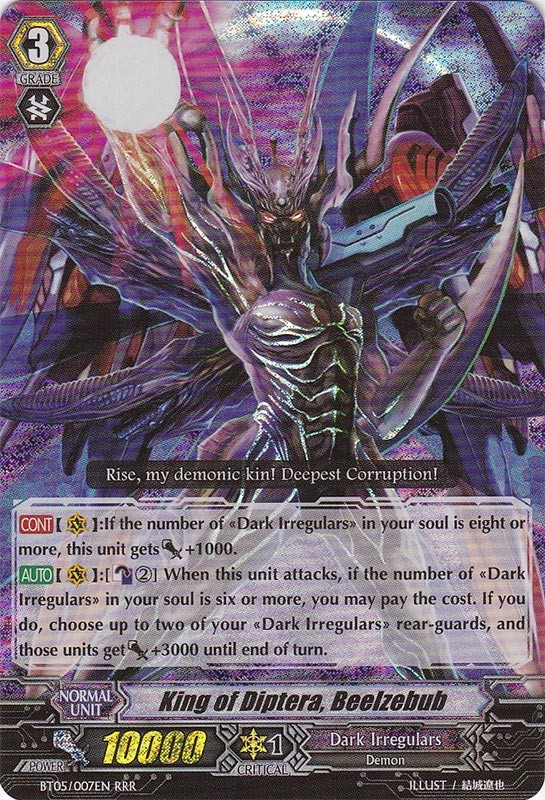 3
GRADE
Rise, my demonic kin! Deepest Corruption!
CONT【 】:If the number of «Dark Irregulars» in your soul is eight or
more, this unit gets +1000.
AUTO【 】:[ ②] When this unit attacks, if the number of «Dark
Irregulars» in your soul is six or more, you may pay the cost. If you
do, choose up to two of your «Dark Irregulars» rear-guards, and
those units get +3000 until end of turn.
NORMAL
UNIT
King of Diptera, Beelzebub
POWER
10000
1
CRITICAL
Dark Irregulars
Demon
BT05/007EN RRR
ILLUST / 結城遼也